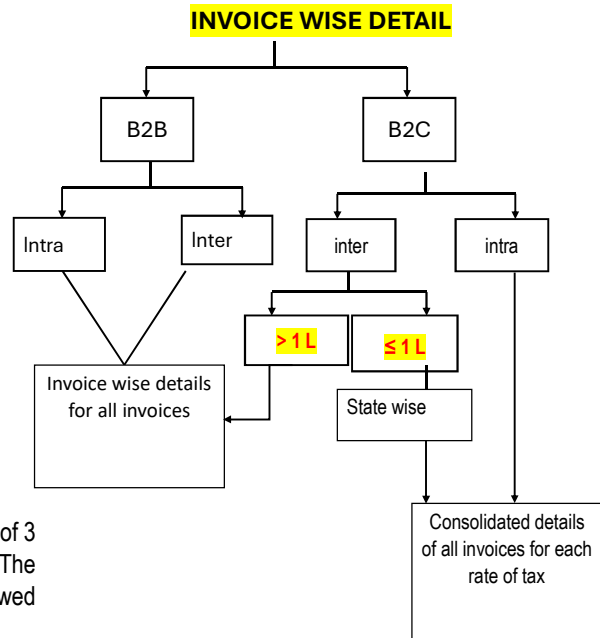 INVOICE WISE DETAIL
B2B
B2C
Intra
Inter
inter
intra
> 1 L
≤ 1 L
Invoice wise details
for all invoices
State wise
Consolidated details
of all invoices for each
rate of tax
of 3
The
wed